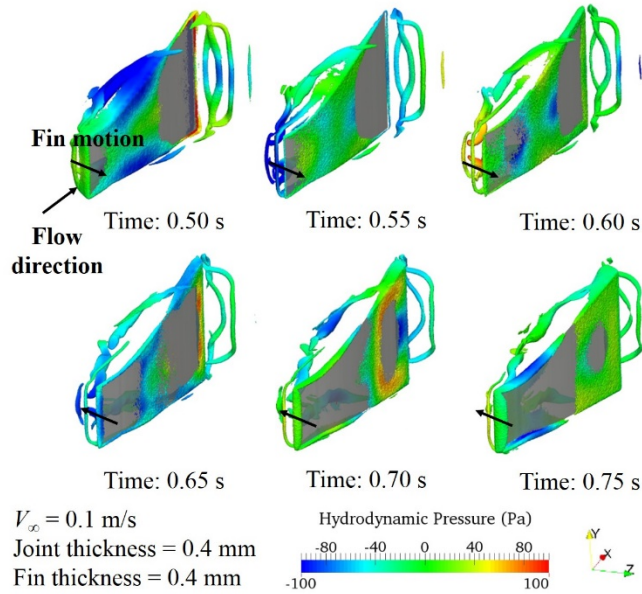 Fin motion
Flow
direction
Time: 0.50 s
Time: 0.55 s
Time: 0.60 s
Time: 0.65 s
Time: 0.70 s
Time: 0.75 s
V∞ = 0.1 m/s
Joint thickness = 0.4 mm
Fin thickness = 0.4 mm
Hydrodynamic Pressure (Pa)
-80 -40 0 40 80
-100 100
Y
X
Z